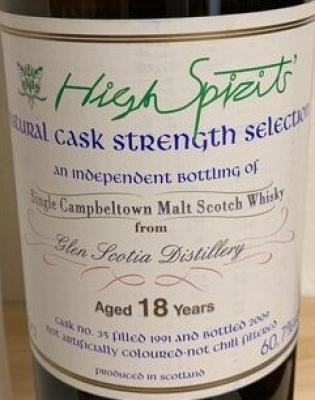 High Spirits'
natural cask strength selection
an independent bottling of
Single Campbeltown Malt Scotch Whisky
from
Glen Scotia Distillery
Aged 18 Years
cask no. 35 filled 1991 and bottled 2009
not artificially coloured-not chill filtered
60.7%
produced in scotland